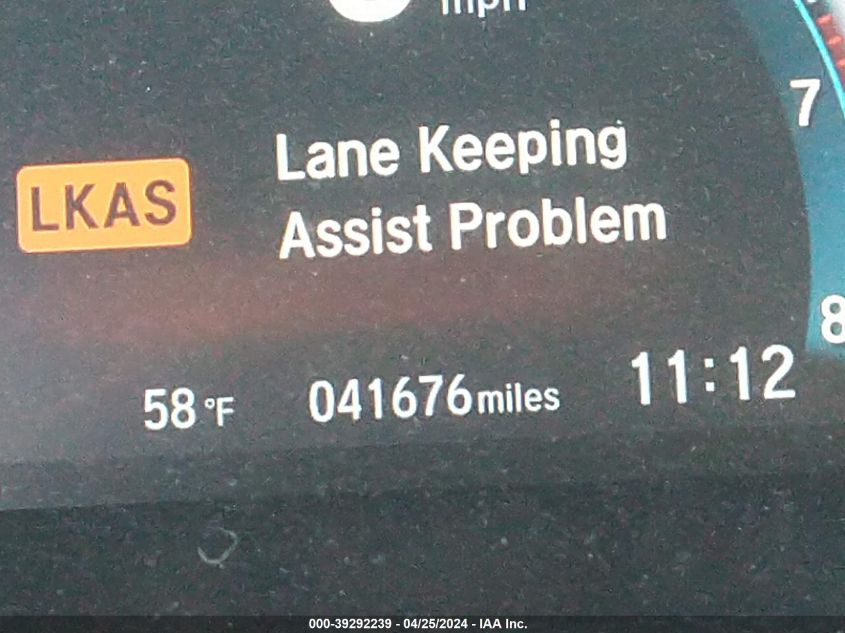 mph
7
Lane Keeping
LKAS
Assist Problem
8
58 °F 041676 miles 11:12
000-39292239 - 04/25/2024 - IAA Inc.